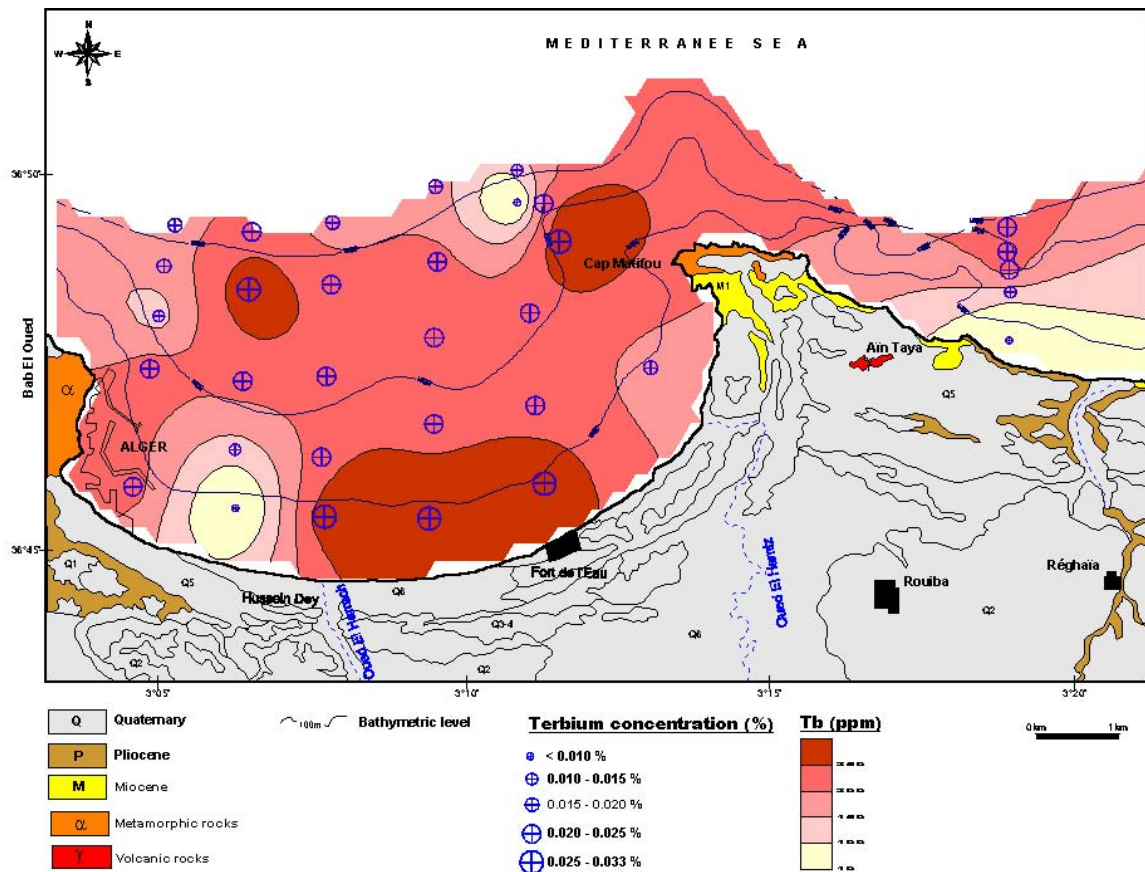 N
W E
S
MEDITERRANEE SEA
36°50'
Bab El Oued
Cap Matifou
M1
Aïn Taya
α
Q5
ALGER
36°45'
Q1
Q5
Hussein Dey
Q6
Fort de l'Eau
Oued El Harrach
Oued El Hamiz
Rouiba
Réghaïa
Q3-4
Q6
Q2
Q2
Q2
3°05'
3°10'
3°15'
3°20'
Q Quaternary
P Pliocene
M Miocene
α Metamorphic rocks
γ Volcanic rocks
100m Bathymetric level
Terbium concentration (%)
< 0.010 %
0.010 - 0.015 %
0.015 - 0.020 %
0.020 - 0.025 %
0.025 - 0.033 %
Tb (ppm)
0 km 1 km